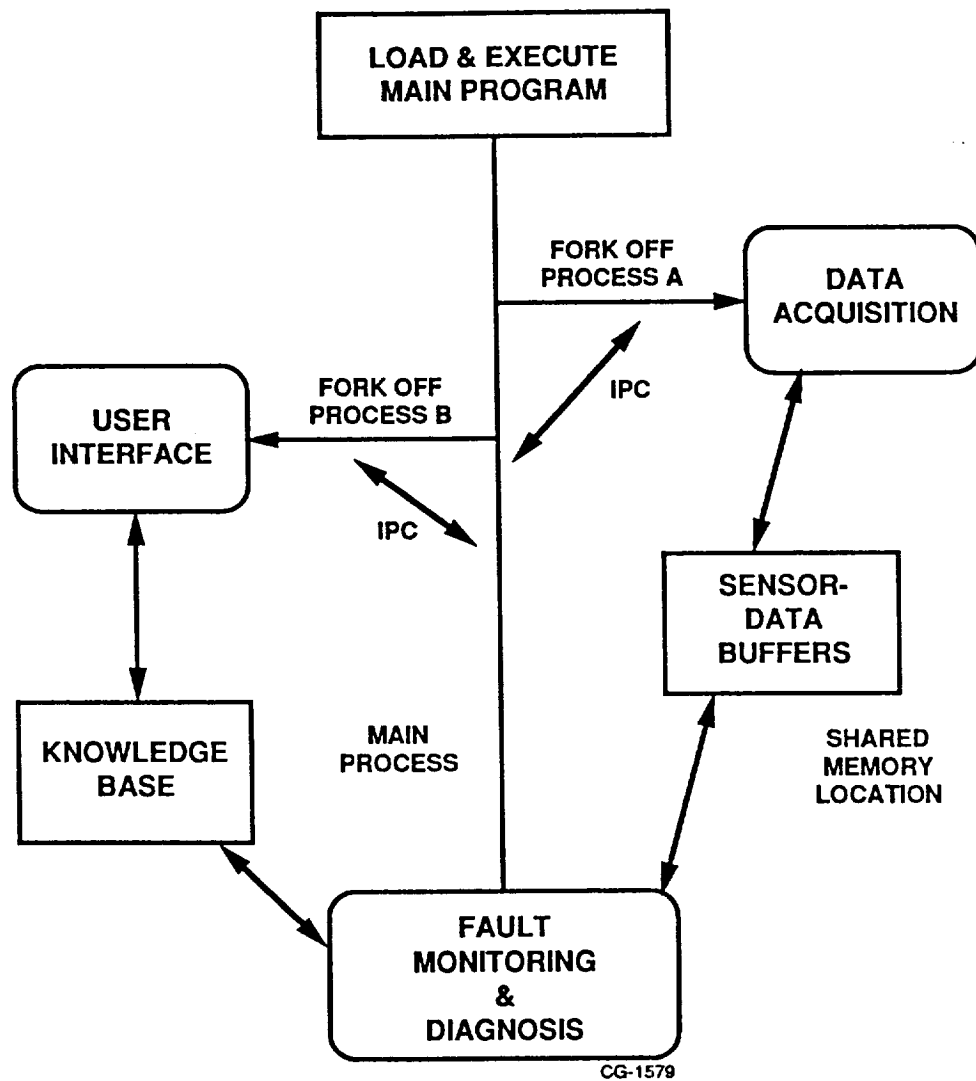 LOAD & EXECUTE
MAIN PROGRAM
FORK OFF
PROCESS A
DATA
ACQUISITION
IPC
FORK OFF
PROCESS B
USER
INTERFACE
IPC
SENSOR-
DATA
BUFFERS
KNOWLEDGE
BASE
MAIN
PROCESS
SHARED
MEMORY
LOCATION
FAULT
MONITORING
&
DIAGNOSIS
CG-1579